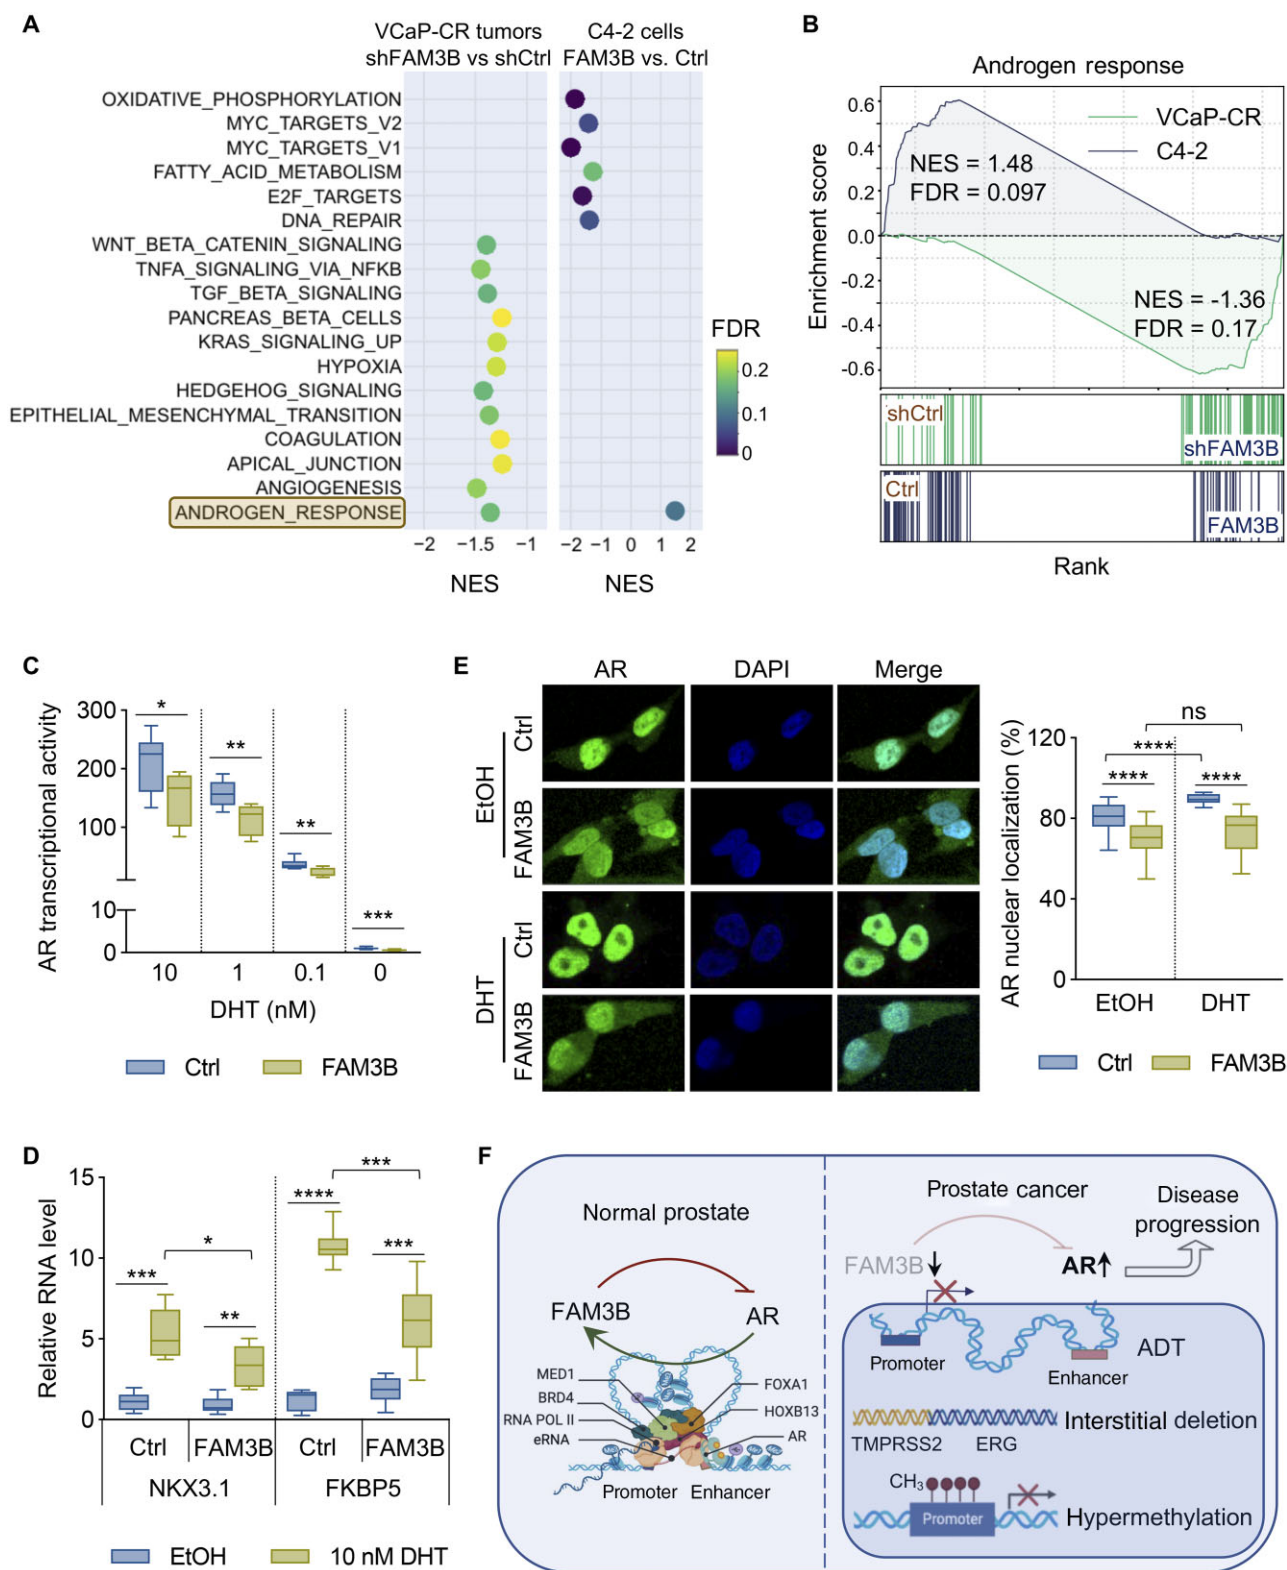 A
VCaP-CR tumors
shFAM3B vs shCtrl
C4-2 cells
FAM3B vs. Ctrl
OXIDATIVE_PHOSPHORYLATION
MYC_TARGETS_V2
MYC_TARGETS_V1
FATTY_ACID_METABOLISM
E2F_TARGETS
DNA_REPAIR
WNT_BETA_CATENIN_SIGNALING
TNFA_SIGNALING_VIA_NFKB
TGF_BETA_SIGNALING
PANCREAS_BETA_CELLS
KRAS_SIGNALING_UP
HYPOXIA
HEDGEHOG_SIGNALING
EPITHELIAL_MESENCHYMAL_TRANSITION
COAGULATION
APICAL_JUNCTION
ANGIOGENESIS
ANDROGEN_RESPONSE
−2 −1.5 −1
−2 −1 0 1 2
NES
NES
FDR
0.2
0.1
0
B
Androgen response
Enrichment score
0.6
0.4
0.2
0.0
-0.2
-0.4
-0.6
VCaP-CR
C4-2
NES = 1.48
FDR = 0.097
NES = -1.36
FDR = 0.17
shCtrl
shFAM3B
Ctrl
FAM3B
Rank
C
AR transcriptional activity
300
200
100
10
0
*
**
**
***
10 1 0.1 0
DHT (nM)
Ctrl FAM3B
E
AR DAPI Merge
EtOH
Ctrl
FAM3B
DHT
Ctrl
FAM3B
AR nuclear localization (%)
120
80
40
0
ns
****
****
****
EtOH DHT
Ctrl FAM3B
D
Relative RNA level
15
10
5
0
***
*
**
****
***
***
Ctrl FAM3B Ctrl FAM3B
NKX3.1 FKBP5
EtOH 10 nM DHT
F
Normal prostate
FAM3B AR
MED1
BRD4
RNA POL II
eRNA
FOXA1
HOXB13
AR
Promoter Enhancer
Prostate cancer
Disease
progression
FAM3B
AR
Promoter
Enhancer
ADT
TMPRSS2 ERG
Interstitial deletion
CH3
Promoter
Hypermethylation